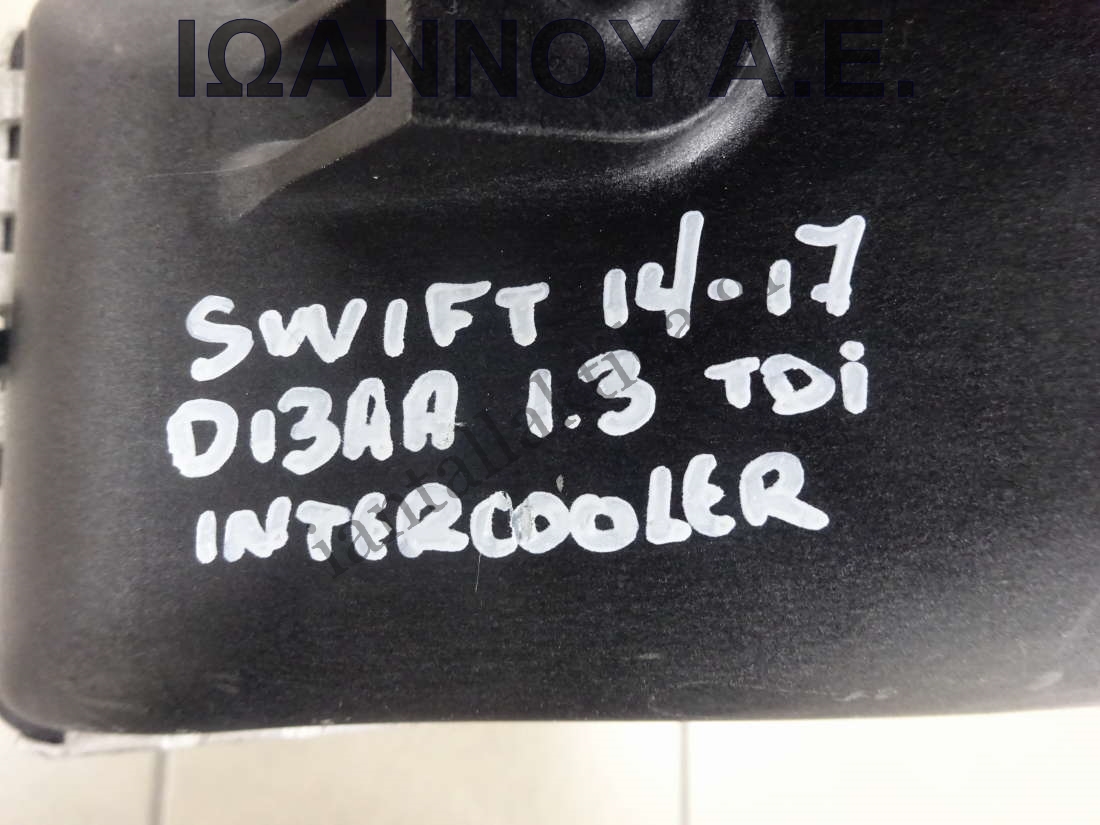 ΙΩΑΝΝΟΥ Α.Ε.
SWIFT 14-17
D13AA 1.3 TDi
INTERCOOLER